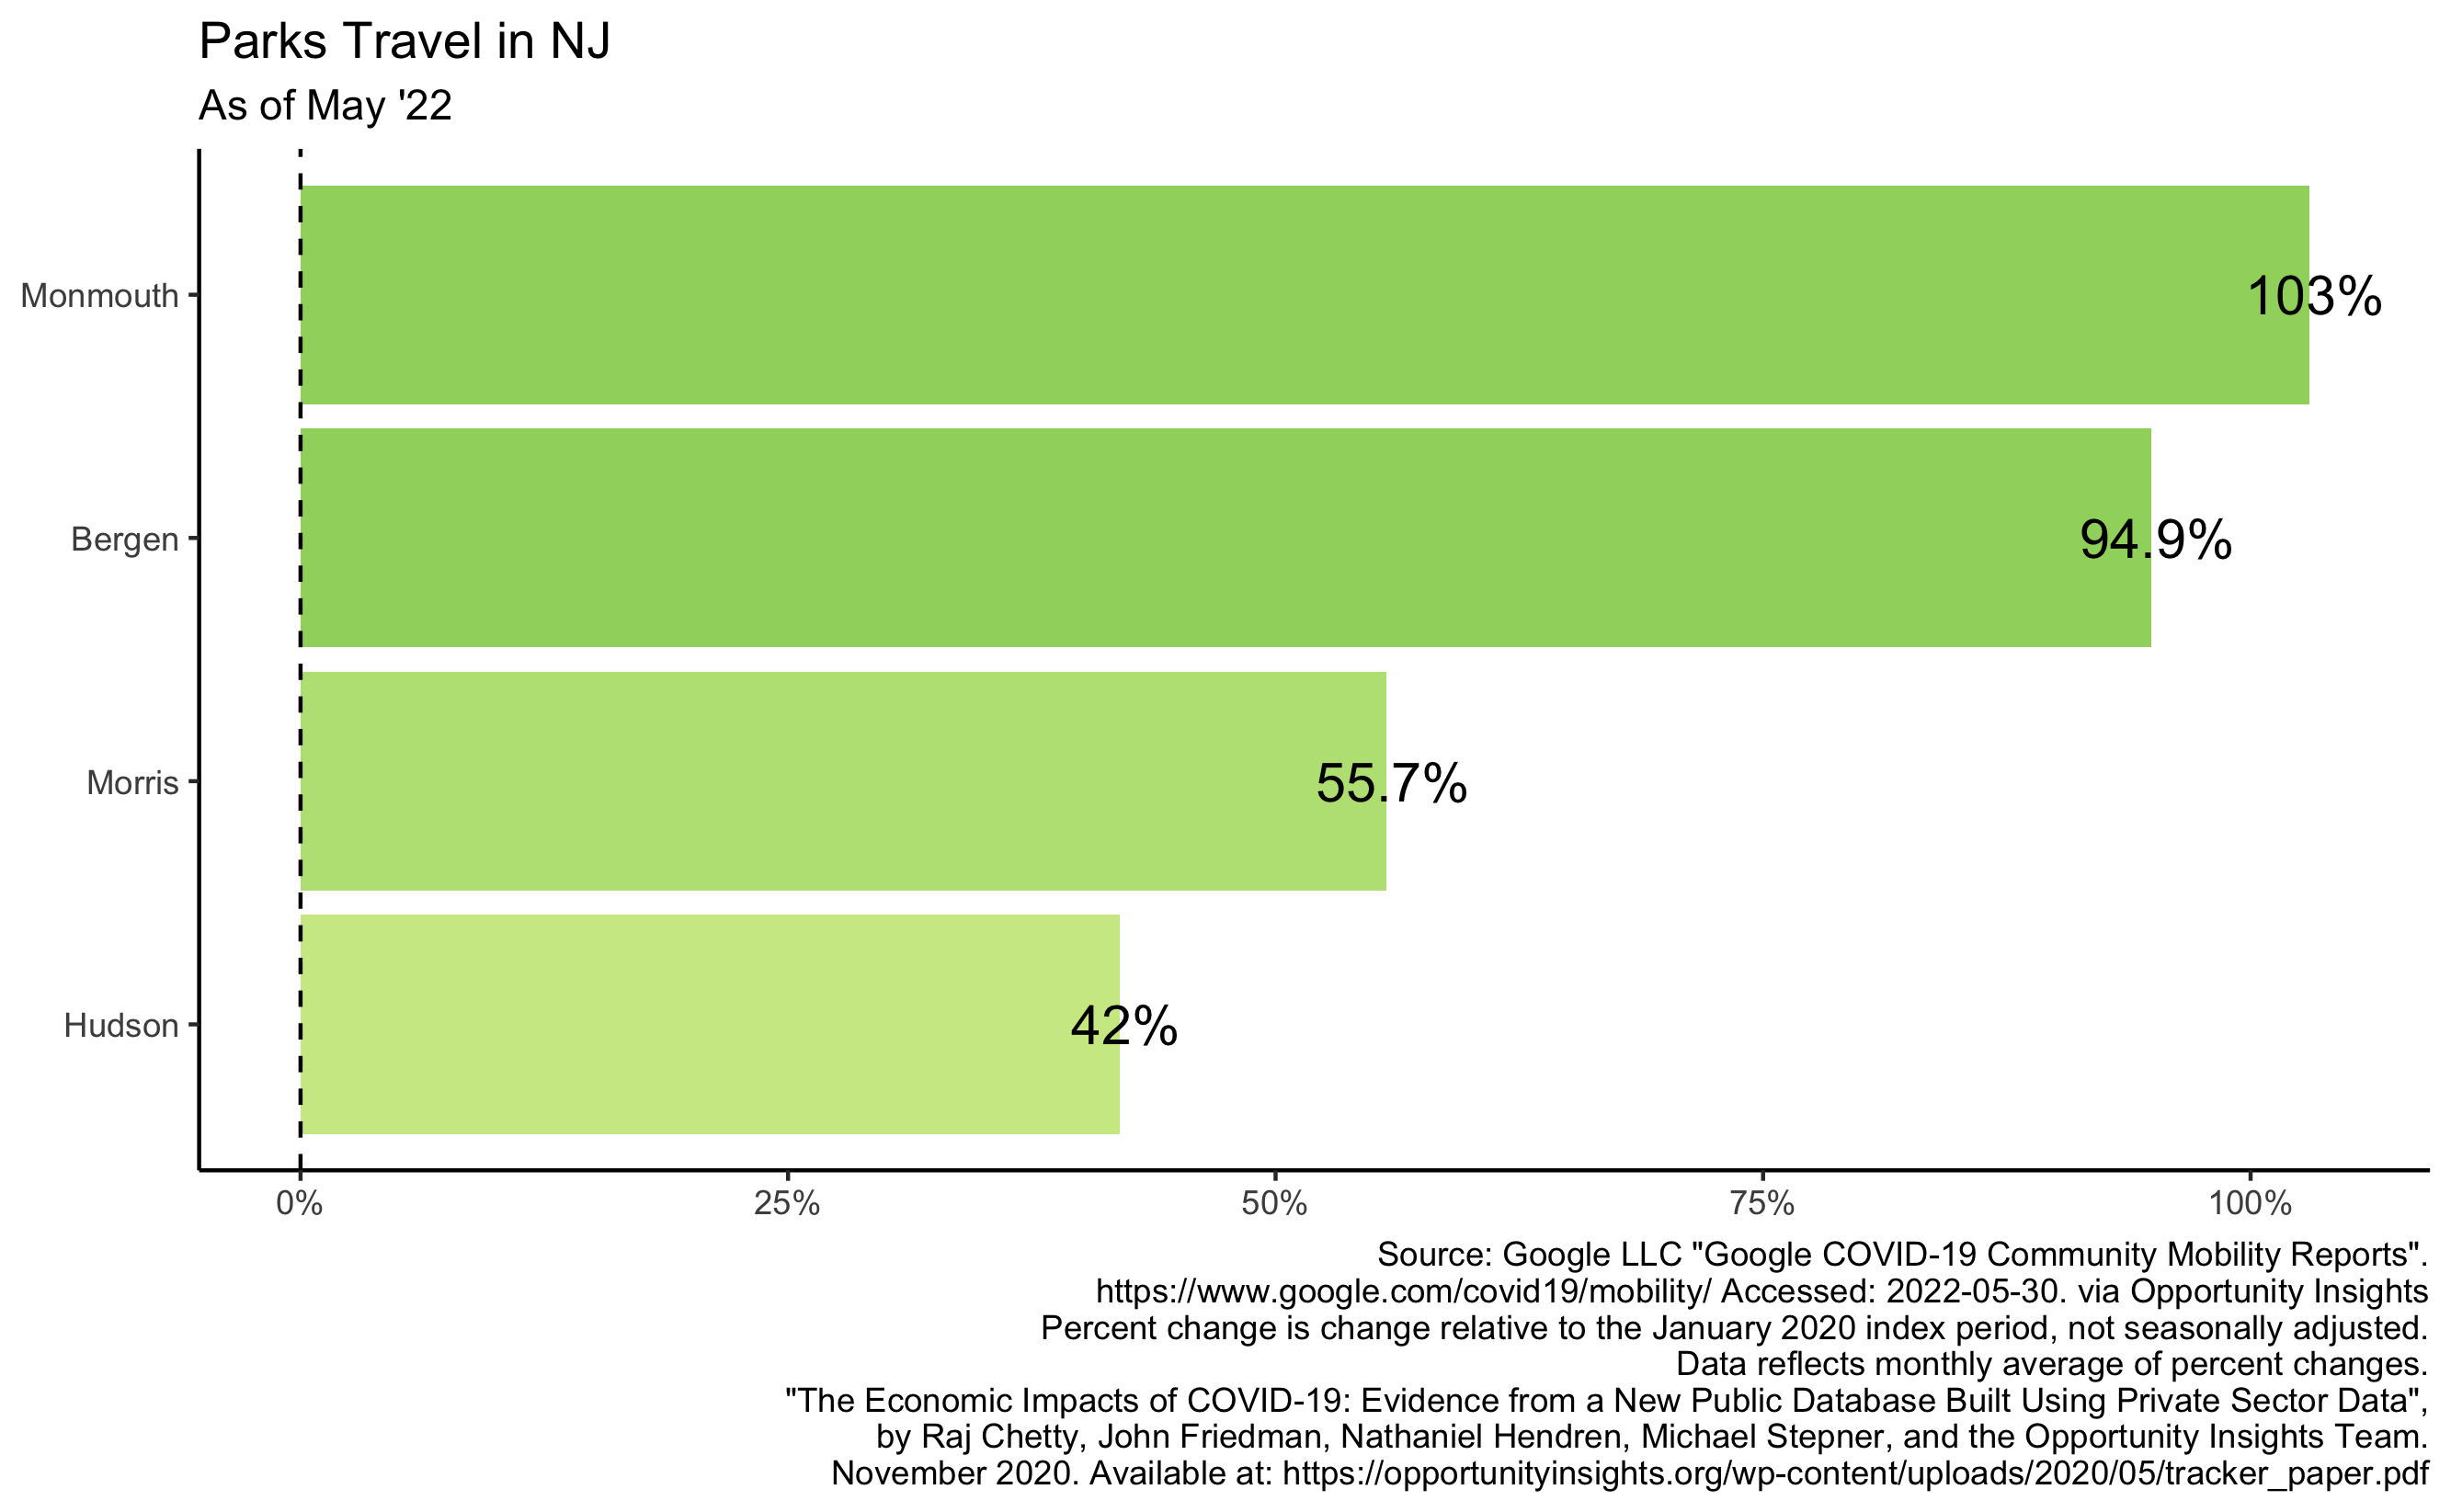 Parks Travel in NJ
As of May '22
Monmouth
103%
Bergen
94.9%
Morris
55.7%
Hudson
42%
0% 25% 50% 75% 100%
Source: Google LLC "Google COVID-19 Community Mobility Reports".
https://www.google.com/covid19/mobility/ Accessed: 2022-05-30. via Opportunity Insights
Percent change is change relative to the January 2020 index period, not seasonally adjusted.
Data reflects monthly average of percent changes.
"The Economic Impacts of COVID-19: Evidence from a New Public Database Built Using Private Sector Data",
by Raj Chetty, John Friedman, Nathaniel Hendren, Michael Stepner, and the Opportunity Insights Team.
November 2020. Available at: https://opportunityinsights.org/wp-content/uploads/2020/05/tracker_paper.pdf